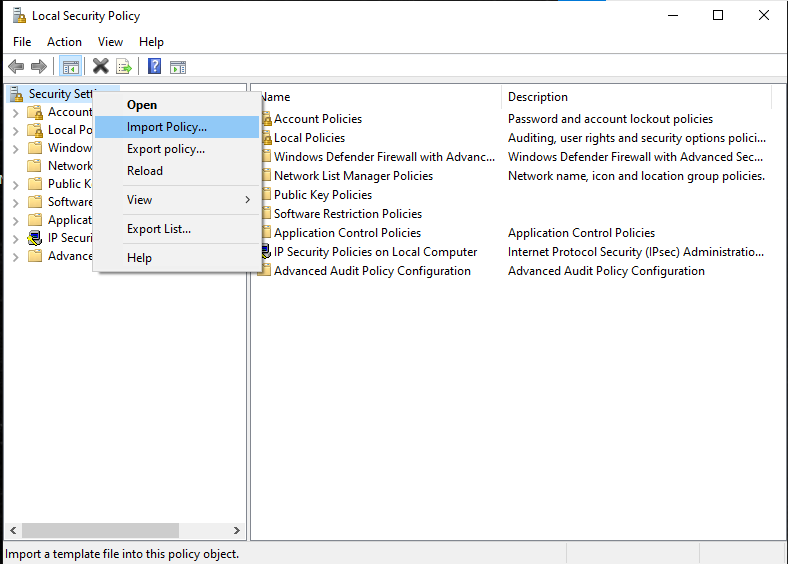 Local Security Policy
File Action View Help
Security Sett
Account
Local Po
Window
Network
Public K
Software
Applicat
IP Securi
Advance
Open
Import Policy...
Export policy...
Reload
View
Export List...
Help
Name Description
Account Policies Password and account lockout policies
Local Policies Auditing, user rights and security options polici...
Windows Defender Firewall with Advanc... Windows Defender Firewall with Advanced Sec...
Network List Manager Policies Network name, icon and location group policies.
Public Key Policies
Software Restriction Policies
Application Control Policies Application Control Policies
IP Security Policies on Local Computer Internet Protocol Security (IPsec) Administratio...
Advanced Audit Policy Configuration Advanced Audit Policy Configuration
Import a template file into this policy object.